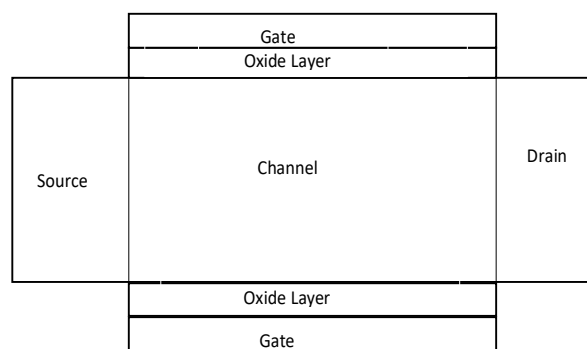 Gate
Oxide Layer
Source
Channel
Drain
Oxide Layer
Gate